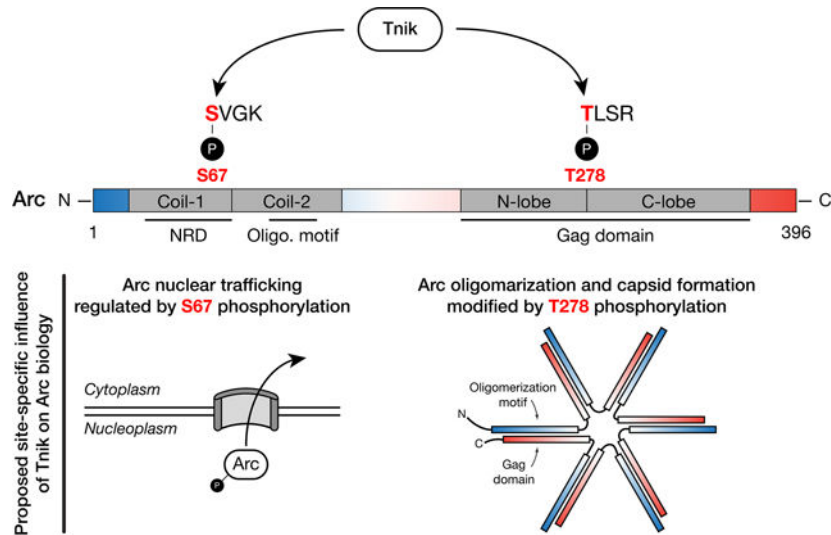 Tnik
SVGK
TLSR
P
P
S67
T278
Arc
N
Coil-1
Coil-2
N-lobe
C-lobe
C
1
NRD
Oligo. motif
Gag domain
396
Proposed site-specific influence
of Tnik on Arc biology
Arc nuclear trafficking
regulated by S67 phosphorylation
Cytoplasm
Nucleoplasm
Arc
P
Arc oligomarization and capsid formation
modified by T278 phosphorylation
Oligomerization
motif
N
C
Gag
domain